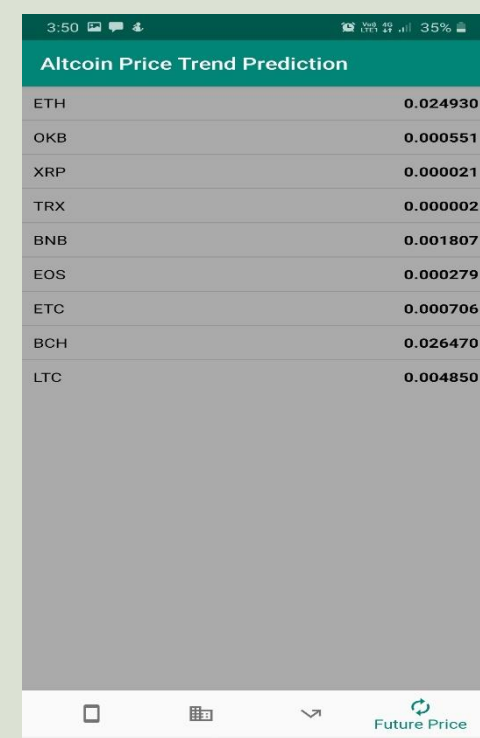 3:50 35%
Altcoin Price Trend Prediction
ETH 0.024930
OKB 0.000551
XRP 0.000021
TRX 0.000002
BNB 0.001807
EOS 0.000279
ETC 0.000706
BCH 0.026470
LTC 0.004850
Future Price